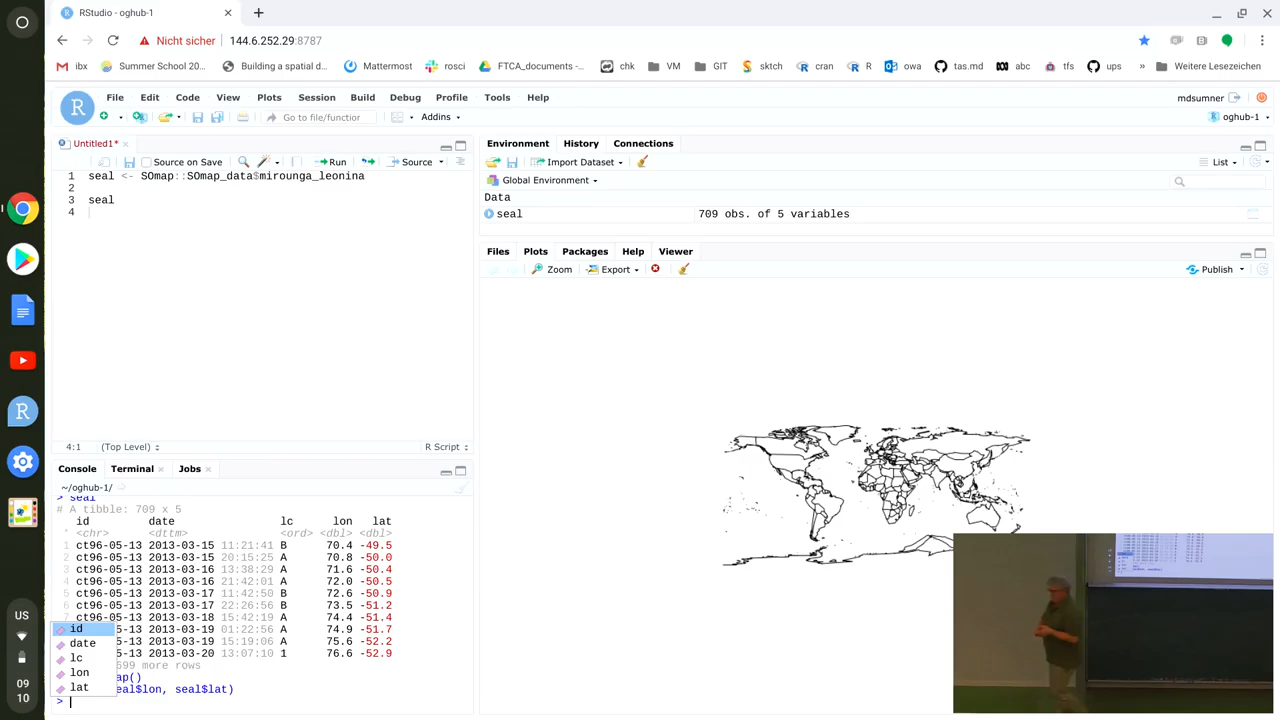 RStudio - oghub-1
Nicht sicher 144.6.252.29:8787
ibx Summer School 20... Building a spatial d... Mattermost rosci FTCA_documents -... chk VM GIT sktch cran R owa tas.md abc tfs ups » Weitere Lesezeichen
File Edit Code View Plots Session Build Debug Profile Tools Help mdsumner
Go to file/function Addins oghub-1
Untitled1*
Source on Save Run Source
1 seal <- SOmap::SOmap_data$mirounga_leonina
2
3 seal
4
4:1 (Top Level) R Script
Environment History Connections
Import Dataset List
Global Environment
Data
seal 709 obs. of 5 variables
Files Plots Packages Help Viewer
Zoom Export Publish
Console Terminal Jobs
~/oghub-1/
> seal
# A tibble: 709 x 5
id date lc lon lat
* <chr> <dttm> <ord> <dbl> <dbl>
1 ct96-05-13 2013-03-15 11:21:41 B 70.4 -49.5
2 ct96-05-13 2013-03-15 20:15:25 A 70.8 -50.0
3 ct96-05-13 2013-03-16 13:38:29 A 71.6 -50.4
4 ct96-05-13 2013-03-16 21:42:01 A 72.0 -50.5
5 ct96-05-13 2013-03-17 11:42:50 B 72.6 -50.9
6 ct96-05-13 2013-03-17 22:26:56 B 73.5 -51.2
7 ct96-05-13 2013-03-18 15:42:19 A 74.4 -51.4
5-13 2013-03-19 01:22:56 A 74.9 -51.7
5-13 2013-03-19 15:19:06 A 75.6 -52.2
5-13 2013-03-20 13:07:10 1 76.6 -52.9
699 more rows
ap()
seal$lon, seal$lat)
>
id
date
lc
lon
lat
US
09
10